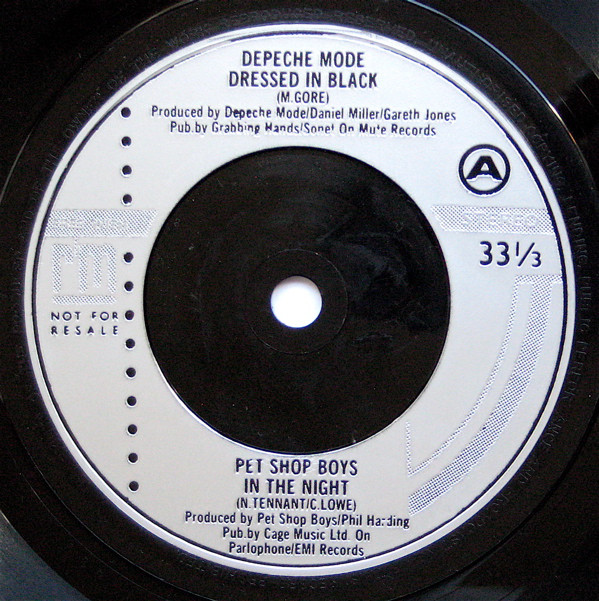 DEPECHE MODE
DRESSED IN BLACK
(M.GORE)
Produced by Depeche Mode/Daniel Miller/Gareth Jones
Pub.by Grabbing Hands/Sonet On Mute Records
A
STEREO
33⅓
rm
NOT FOR
RESALE
PET SHOP BOYS
IN THE NIGHT
(N.TENNANT/C.LOWE)
Produced by Pet Shop Boys/Phil Harding
Pub.by Cage Music Ltd. On
Parlophone/EMI Records